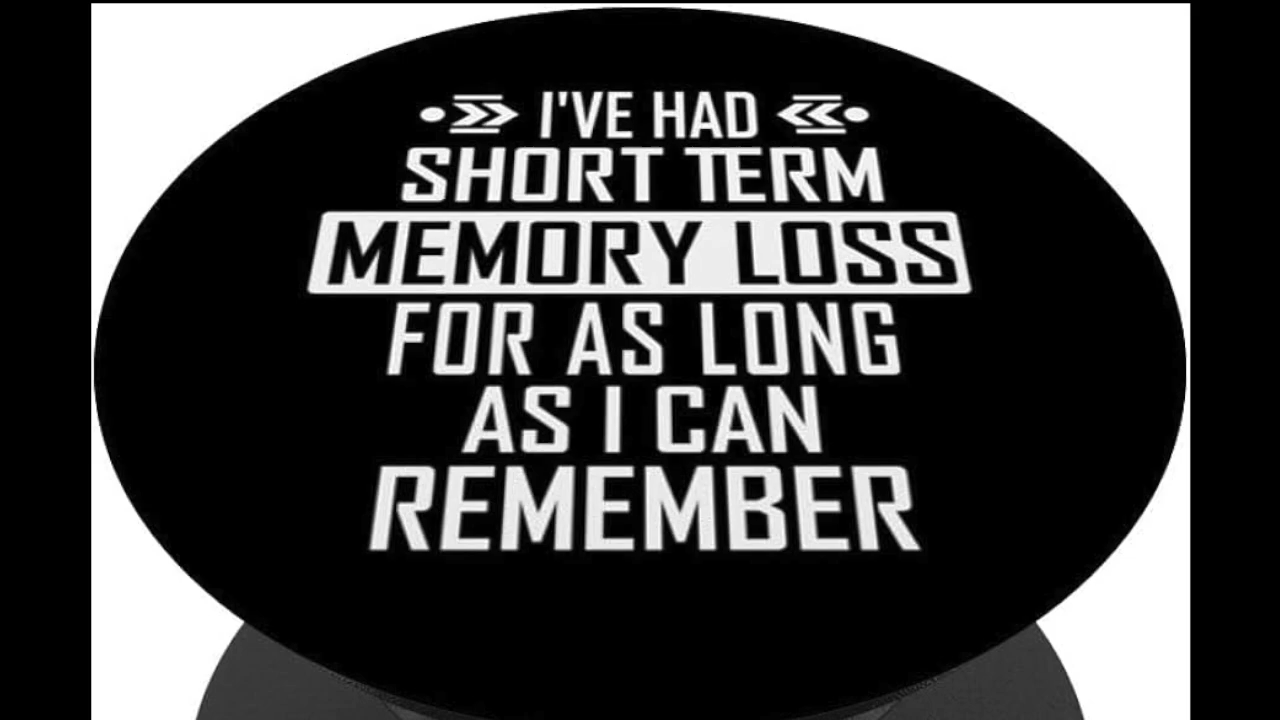 I'VE HAD
SHORT TERM
MEMORY LOSS
FOR AS LONG
AS I CAN
REMEMBER